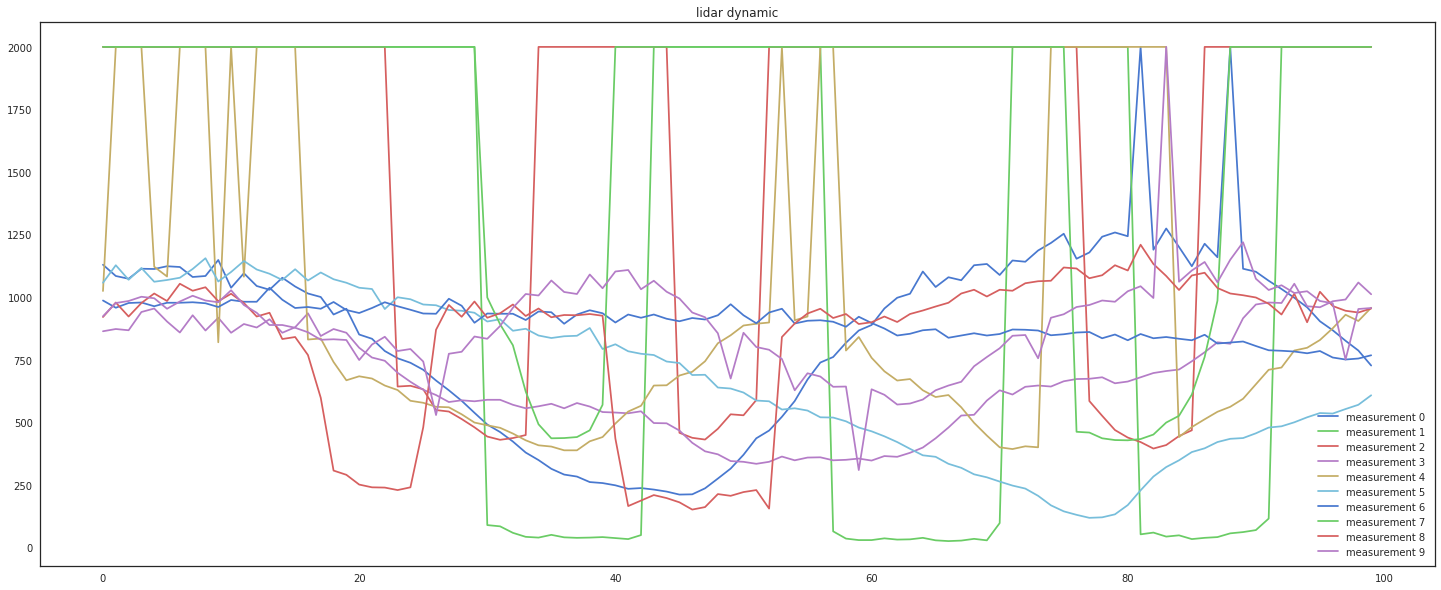 lidar dynamic
2000
1750
1500
1250
1000
750
500
250
0
0 20 40 60 80 100
measurement 0
measurement 1
measurement 2
measurement 3
measurement 4
measurement 5
measurement 6
measurement 7
measurement 8
measurement 9